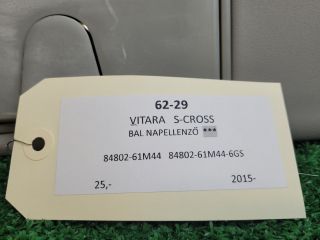 62-29
VITARA S-CROSS
BAL NAPELLENZŐ ***
84802-61M44 84802-61M44-6GS
25,- 2015-